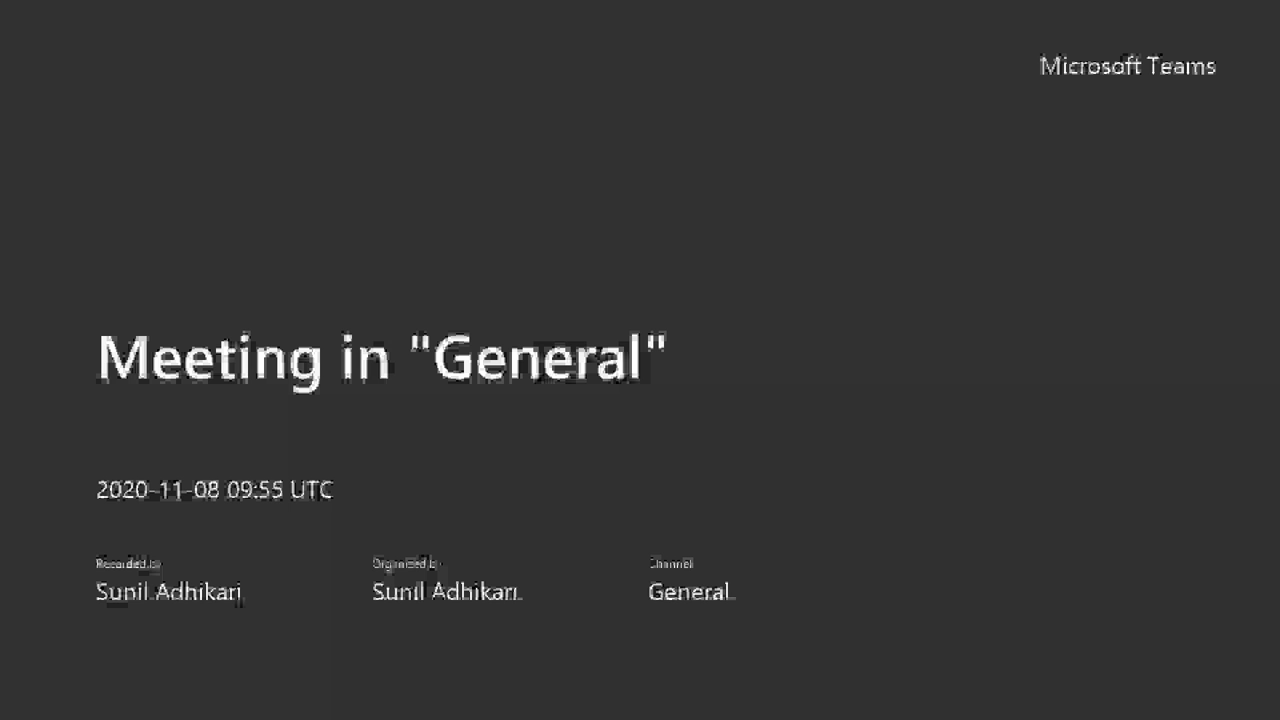 Microsoft Teams
Meeting in "General"
2020-11-08 09:55 UTC
Recorded by Organized by Channel
Sunil Adhikari Sunil Adhikari General